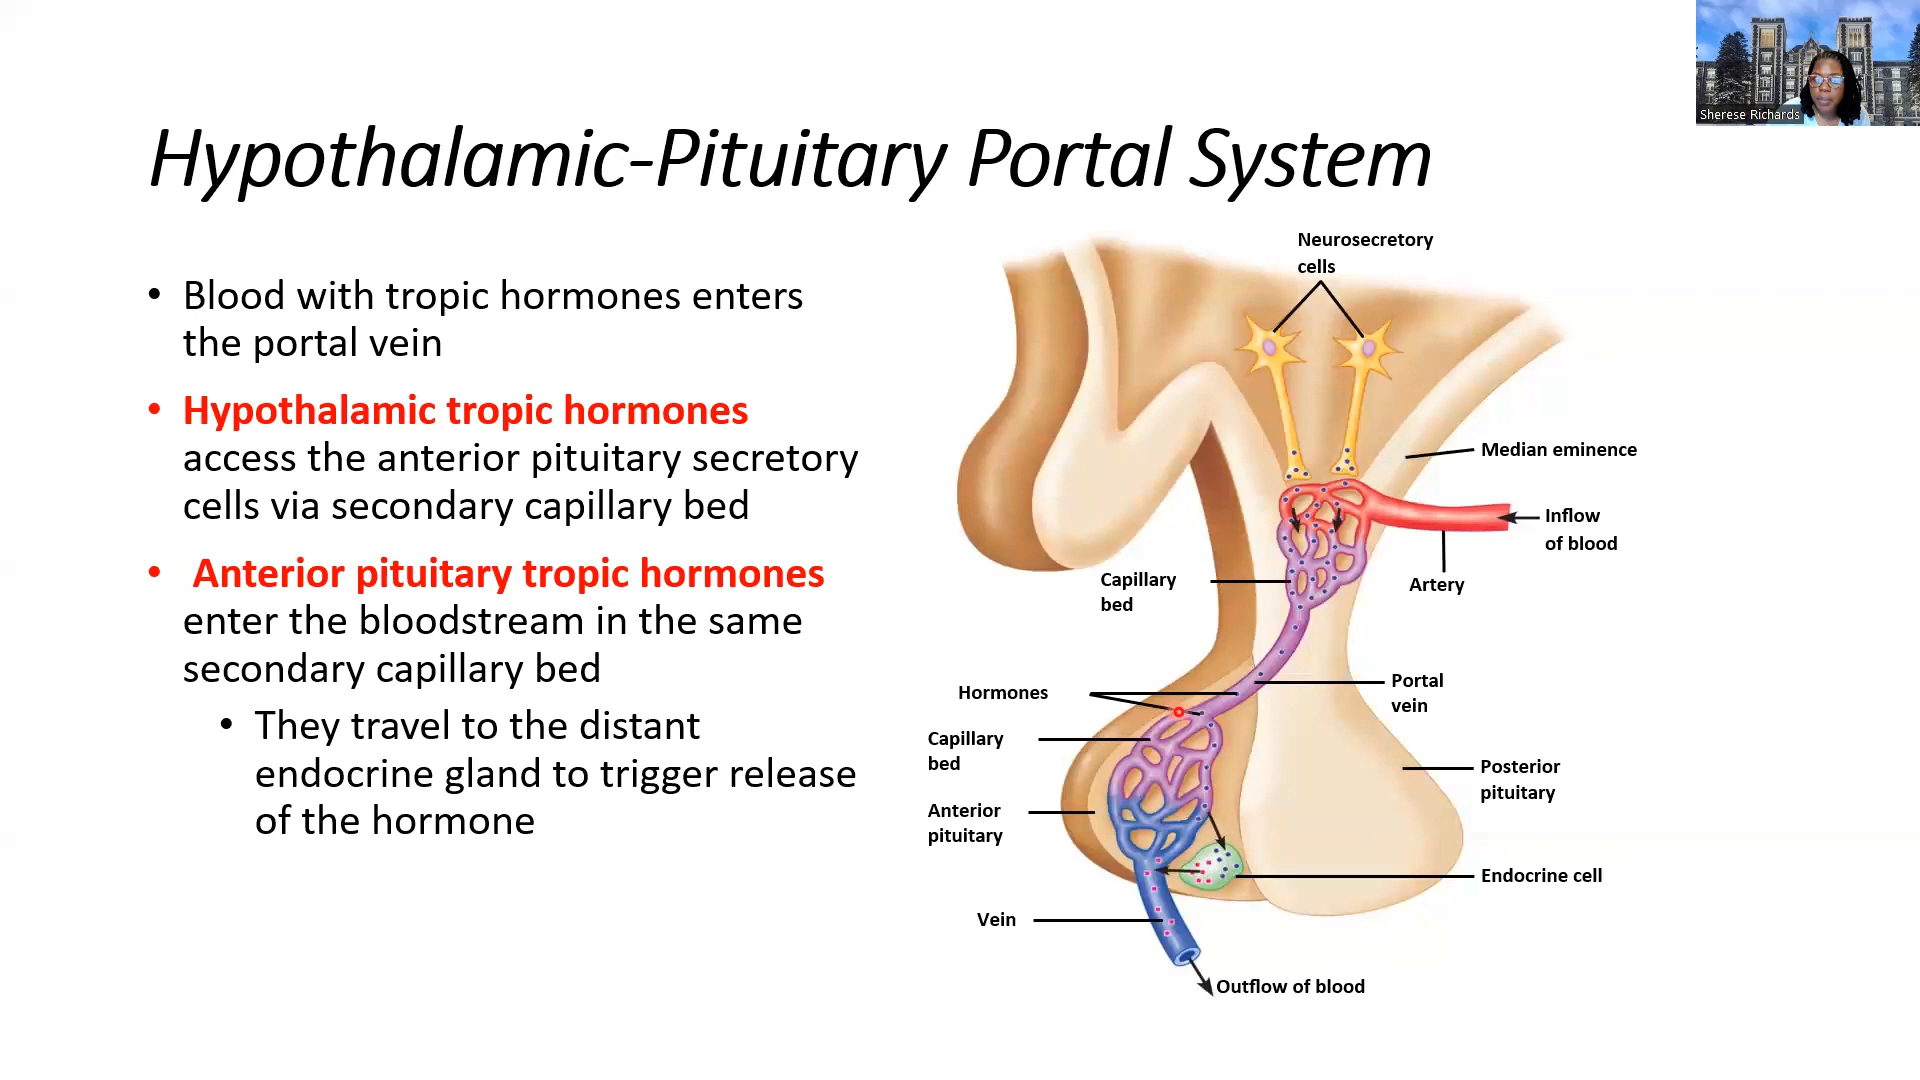 Sherese Richards
Hypothalamic-Pituitary Portal System
• Blood with tropic hormones enters
the portal vein
• Hypothalamic tropic hormones
access the anterior pituitary secretory
cells via secondary capillary bed
• Anterior pituitary tropic hormones
enter the bloodstream in the same
secondary capillary bed
• They travel to the distant
endocrine gland to trigger release
of the hormone
Neurosecretory
cells
Median eminence
Inflow
of blood
Artery
Capillary
bed
Portal
vein
Hormones
Capillary
bed
Anterior
pituitary
Posterior
pituitary
Endocrine cell
Vein
Outflow of blood